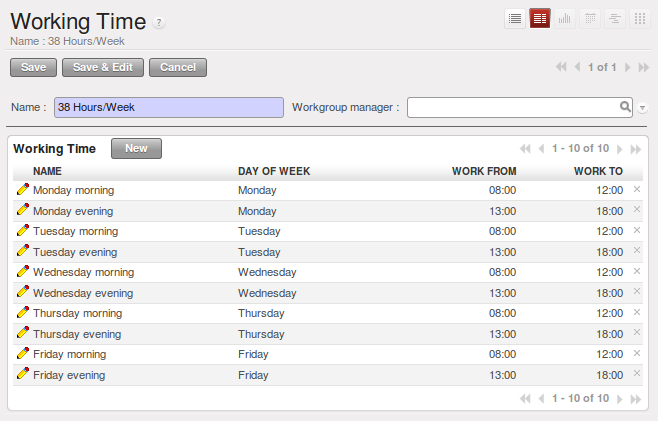 Working Time ?
Name : 38 Hours/Week
Save Save & Edit Cancel 1 of 1
Name : 38 Hours/Week Workgroup manager :
Working Time New 1 - 10 of 10
NAME DAY OF WEEK WORK FROM WORK TO
Monday morning Monday 08:00 12:00
Monday evening Monday 13:00 18:00
Tuesday morning Tuesday 08:00 12:00
Tuesday evening Tuesday 13:00 18:00
Wednesday morning Wednesday 08:00 12:00
Wednesday evening Wednesday 13:00 18:00
Thursday morning Thursday 08:00 12:00
Thursday evening Thursday 13:00 18:00
Friday morning Friday 08:00 12:00
Friday evening Friday 13:00 18:00
1 - 10 of 10